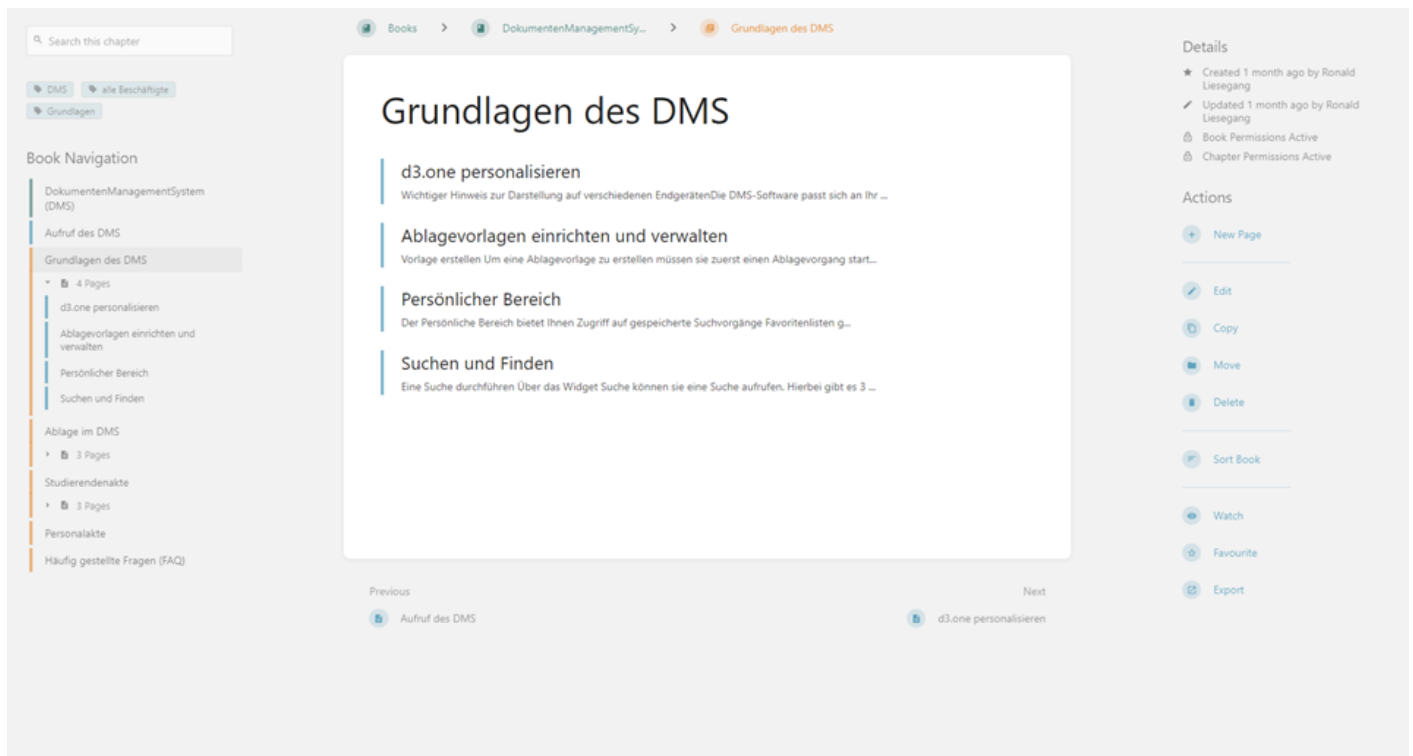 Search this chapter
DMS
alle Beschäftigte
Grundlagen
Book Navigation
DokumentenManagementSystem
(DMS)
Aufruf des DMS
Grundlagen des DMS
4 Pages
d3.one personalisieren
Ablagevorlagen einrichten und
verwalten
Persönlicher Bereich
Suchen und Finden
Ablage im DMS
3 Pages
Studierendenakte
3 Pages
Personalakte
Häufig gestellte Fragen (FAQ)
Books > DokumentenManagementSy... > Grundlagen des DMS
Grundlagen des DMS
d3.one personalisieren
Wichtiger Hinweis zur Darstellung auf verschiedenen EndgerätenDie DMS-Software passt sich an Ihr ...
Ablagevorlagen einrichten und verwalten
Vorlage erstellen Um eine Ablagevorlage zu erstellen müssen sie zuerst einen Ablagevorgang start...
Persönlicher Bereich
Der Persönliche Bereich bietet Ihnen Zugriff auf gespeicherte Suchvorgänge Favoritenlisten g...
Suchen und Finden
Eine Suche durchführen Über das Widget Suche können sie eine Suche aufrufen. Hierbei gibt es 3 ...
Previous
Aufruf des DMS
Next
d3.one personalisieren
Details
Created 1 month ago by Ronald
Liesegang
Updated 1 month ago by Ronald
Liesegang
Book Permissions Active
Chapter Permissions Active
Actions
New Page
Edit
Copy
Move
Delete
Sort Book
Watch
Favourite
Export